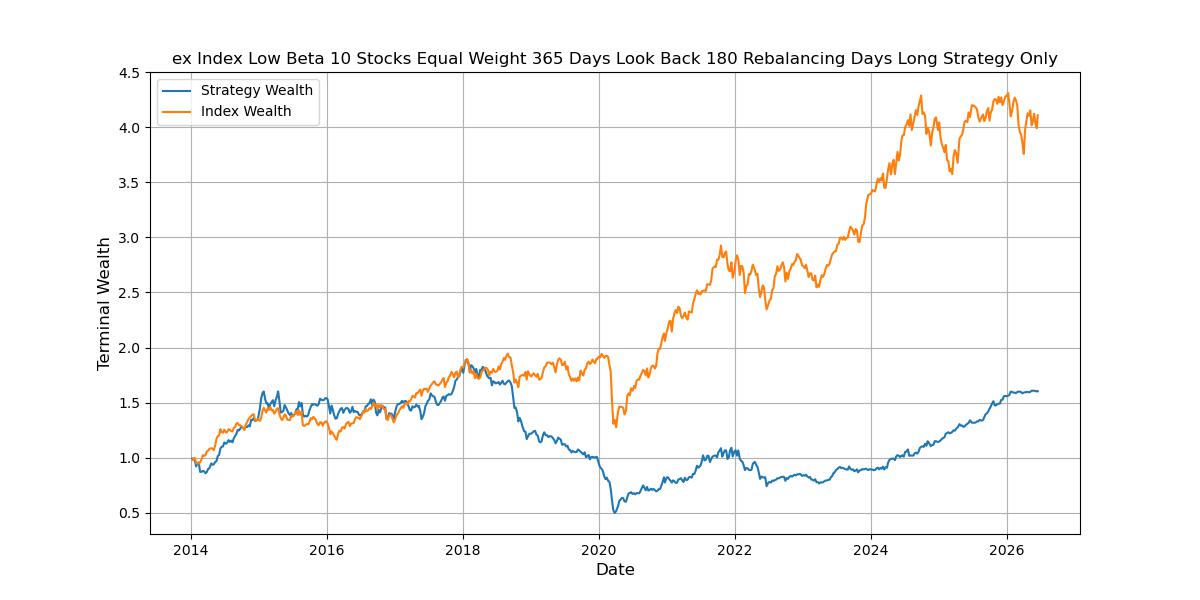 ex Index Low Beta 10 Stocks Equal Weight 365 Days Look Back 180 Rebalancing Days Long Strategy Only
Strategy Wealth
Index Wealth
Terminal Wealth
4.5
4.0
3.5
3.0
2.5
2.0
1.5
1.0
0.5
2014 2016 2018 2020 2022 2024 2026
Date